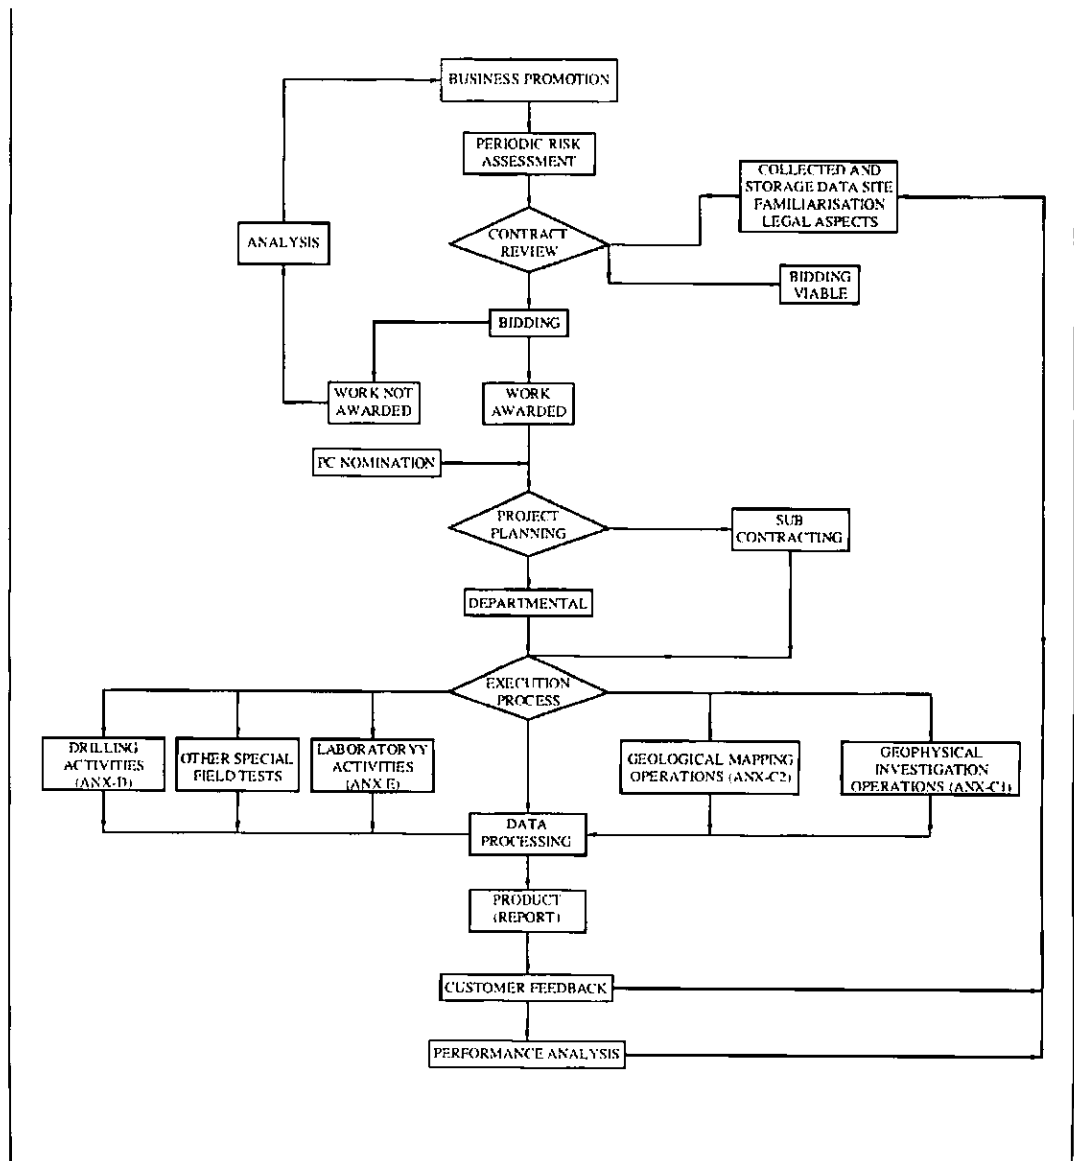 BUSINESS PROMOTION
PERIODIC RISK
ASSESSMENT
COLLECTED AND
STORAGE DATA SITE
FAMILIARISATION
LEGAL ASPECTS
CONTRACT
REVIEW
ANALYSIS
BIDDING
VIABLE
BIDDING
WORK NOT
AWARDED
WORK
AWARDED
PC NOMINATION
PROJECT
PLANNING
SUB
CONTRACTING
DEPARTMENTAL
EXECUTION
PROCESS
DRILLING
ACTIVITIES
(ANX-D)
OTHER SPECIAL
FIELD TESTS
LABORATORYY
ACTIVITIES
(ANX E)
GEOLOGICAL MAPPING
OPERATIONS (ANX-C2)
GEOPHYSICAL
INVESTIGATION
OPERATIONS (ANX-C1)
DATA
PROCESSING
PRODUCT
(REPORT)
CUSTOMER FEEDBACK
PERFORMANCE ANALYSIS